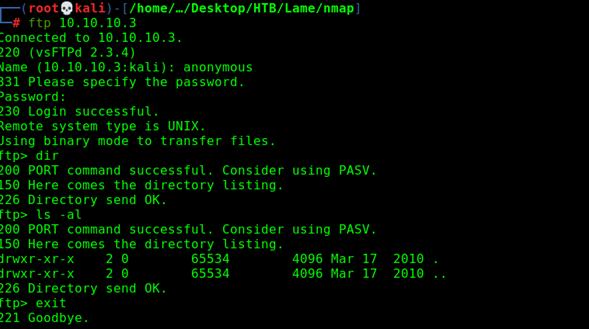 (root💀kali)-[/home/…/Desktop/HTB/Lame/nmap]
# ftp 10.10.10.3
Connected to 10.10.10.3.
220 (vsFTPd 2.3.4)
Name (10.10.10.3:kali): anonymous
331 Please specify the password.
Password:
230 Login successful.
Remote system type is UNIX.
Using binary mode to transfer files.
ftp> dir
200 PORT command successful. Consider using PASV.
150 Here comes the directory listing.
226 Directory send OK.
ftp> ls -al
200 PORT command successful. Consider using PASV.
150 Here comes the directory listing.
drwxr-xr-x    2 0        65534        4096 Mar 17  2010 .
drwxr-xr-x    2 0        65534        4096 Mar 17  2010 ..
226 Directory send OK.
ftp> exit
221 Goodbye.